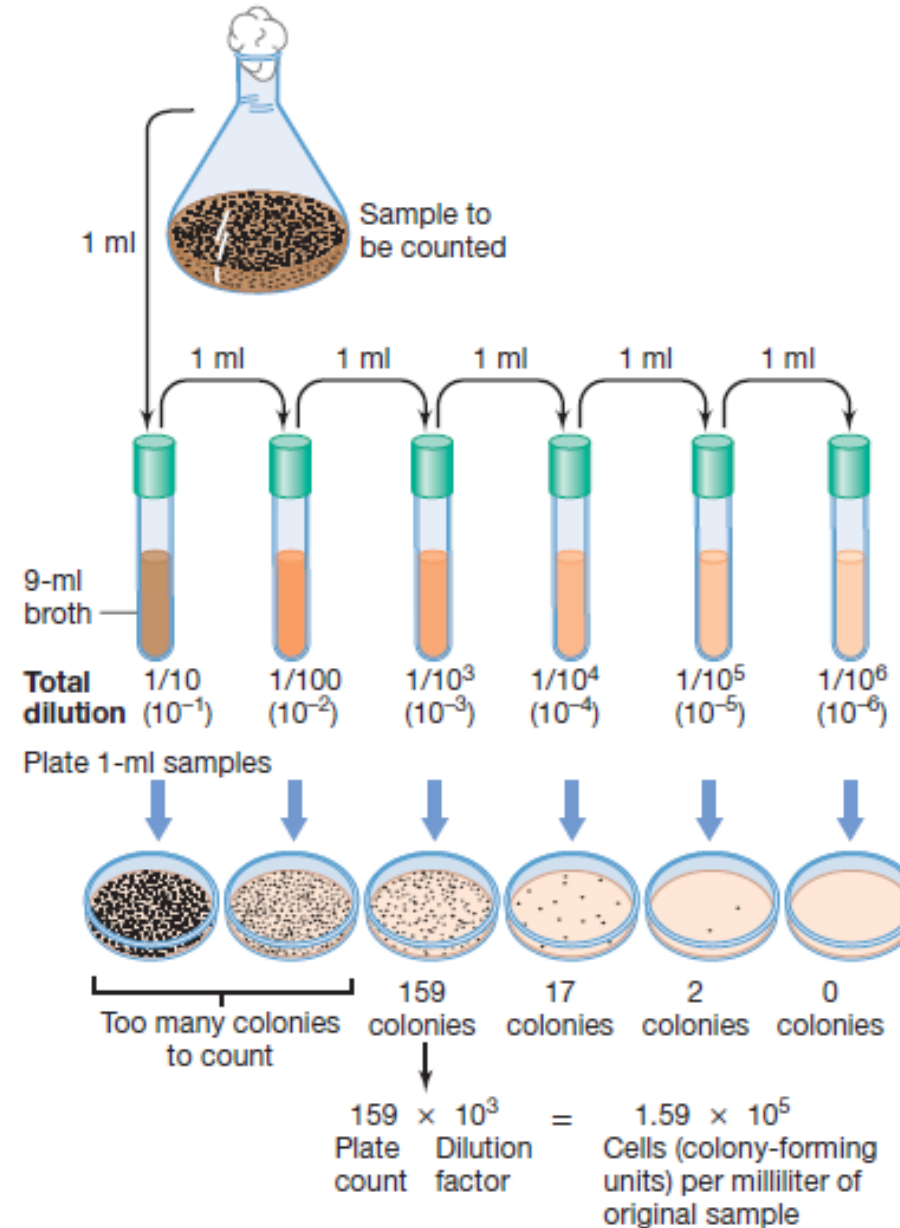 Sample to
be counted
1 ml
1 ml 1 ml 1 ml 1 ml 1 ml
9-ml
broth
Total dilution
1/10 (10⁻¹)
1/100 (10⁻²)
1/10³ (10⁻³)
1/10⁴ (10⁻⁴)
1/10⁵ (10⁻⁵)
1/10⁶ (10⁻⁶)
Plate 1-ml samples
Too many colonies
to count
159
colonies
17
colonies
2
colonies
0
colonies
159 × 10³ = 1.59 × 10⁵
Plate count
Dilution factor
Cells (colony-forming
units) per milliliter of
original sample